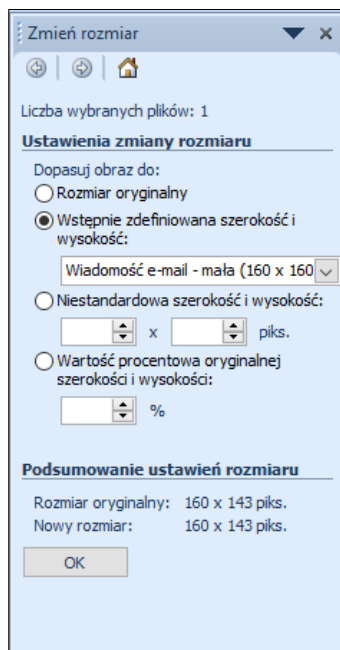 Zmień rozmiar
Liczba wybranych plików: 1
Ustawienia zmiany rozmiaru
Dopasuj obraz do:
Rozmiar oryginalny
Wstępnie zdefiniowana szerokość i
wysokość:
Wiadomość e-mail - mała (160 x 160
Niestandardowa szerokość i wysokość:
x piks.
Wartość procentowa oryginalnej
szerokości i wysokości:
%
Podsumowanie ustawień rozmiaru
Rozmiar oryginalny: 160 x 143 piks.
Nowy rozmiar: 160 x 143 piks.
OK